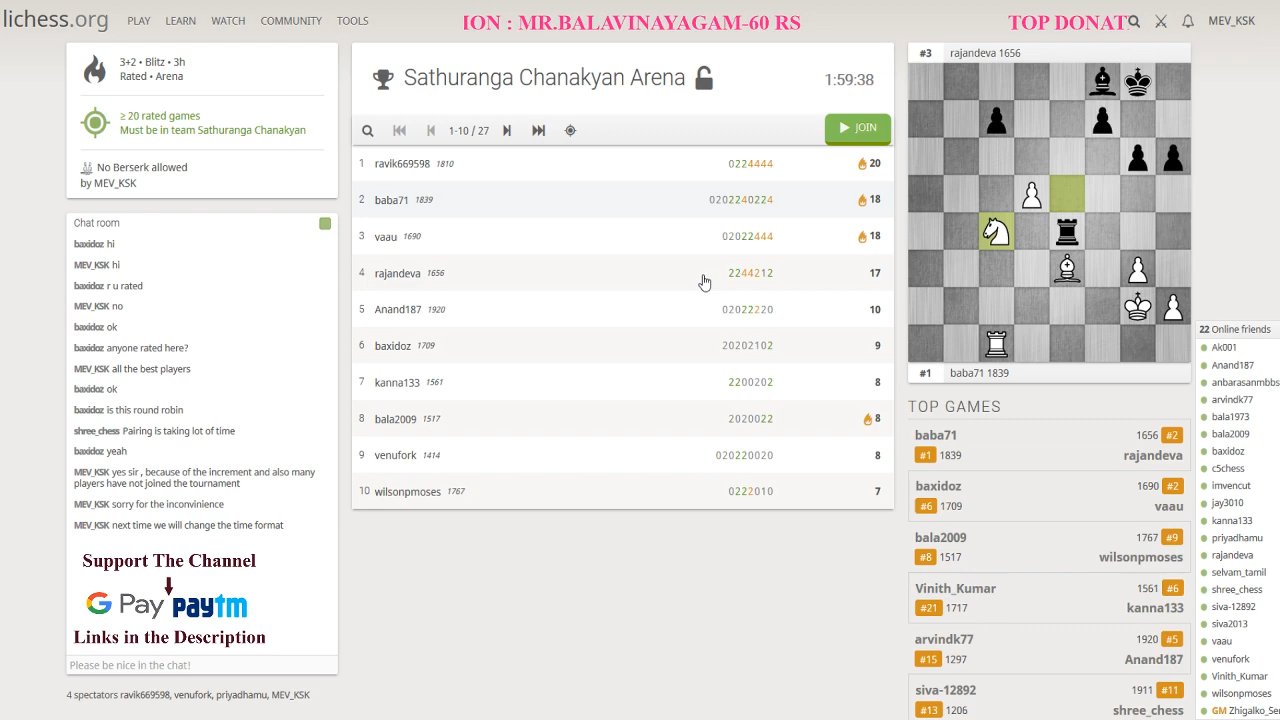 lichess.org PLAY LEARN WATCH COMMUNITY TOOLS ION : MR.BALAVINAYAGAM-60 RS TOP DONAT MEV_KSK
3+2 • Blitz • 3h
Rated • Arena
≥ 20 rated games
Must be in team Sathuranga Chanakyan
No Berserk allowed
by MEV_KSK
Chat room
baxidoz hi
MEV_KSK hi
baxidoz r u rated
MEV_KSK no
baxidoz ok
baxidoz anyone rated here?
MEV_KSK all the best players
baxidoz ok
baxidoz is this round robin
shree_chess Pairing is taking lot of time
baxidoz yeah
MEV_KSK yes sir , because of the increment and also many
players have not joined the tournament
MEV_KSK sorry for the inconvinience
MEV_KSK next time we will change the time format
Support The Channel
G Pay paytm
Links in the Description
Please be nice in the chat!
4 spectators ravik669598, venufork, priyadhamu, MEV_KSK
Sathuranga Chanakyan Arena 1:59:38
1-10 / 27 JOIN
1 ravik669598 1810 0224444 20
2 baba71 1839 02022240224 18
3 vaau 1690 02022444 18
4 rajandeva 1656 2244212 17
5 Anand187 1920 02022220 10
6 baxidoz 1709 20202102 9
7 kanna133 1561 2200202 8
8 bala2009 1517 2020022 8
9 venufork 1414 020220020 8
10 wilsonpmoses 1767 0222010 7
#3 rajandeva 1656
#1 baba71 1839
TOP GAMES
baba71 1656 #2
#1 1839 rajandeva
baxidoz 1690 #2
#6 1709 vaau
bala2009 1767 #9
#8 1517 wilsonpmoses
Vinith_Kumar 1561 #6
#21 1717 kanna133
arvindk77 1920 #5
#15 1297 Anand187
siva-12892 1911 #11
#13 1206 shree_chess
22 Online friends
Ak001
Anand187
anbarasanmbbs
arvindk77
bala1973
bala2009
baxidoz
c5chess
imvencut
jay3010
kanna133
priyadhamu
rajandeva
selvam_tamil
shree_chess
siva-12892
siva2013
vaau
venufork
Vinith_Kumar
wilsonpmoses
GM Zhigalko_Se